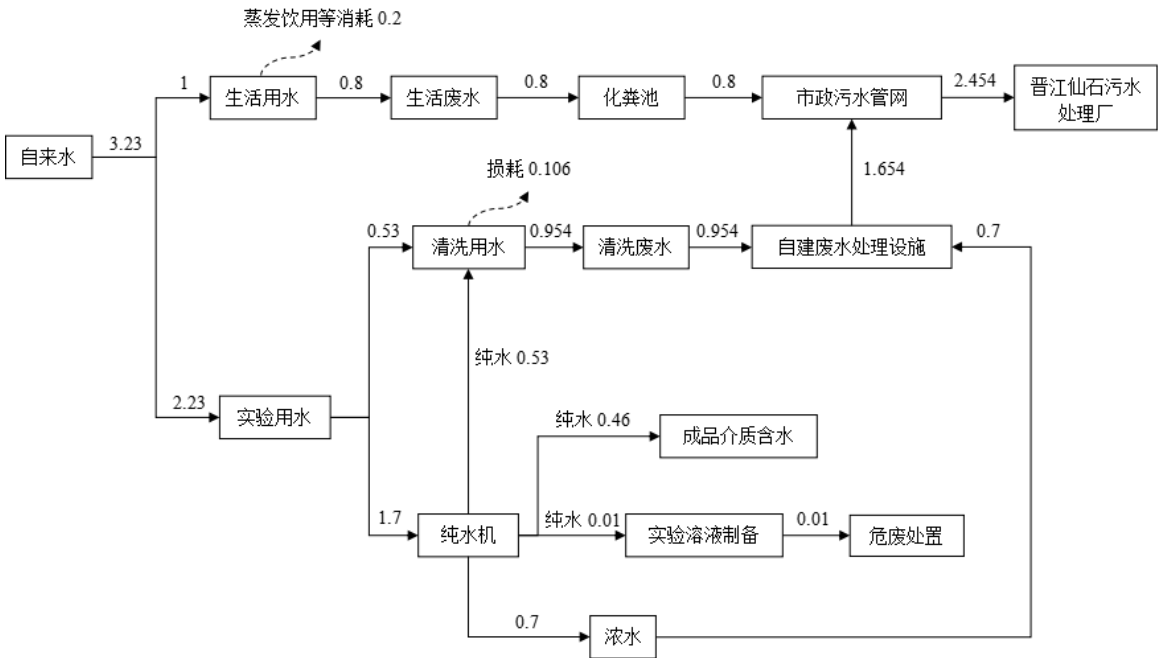 蒸发饮用等消耗 0.2
1
生活用水
0.8
生活废水
0.8
化粪池
0.8
市政污水管网
2.454
晋江仙石污水
处理厂
自来水
3.23
损耗 0.106
1.654
0.53
清洗用水
0.954
清洗废水
0.954
自建废水处理设施
0.7
纯水 0.53
2.23
实验用水
纯水 0.46
成品介质含水
1.7
纯水机
纯水 0.01
实验溶液制备
0.01
危废处置
0.7
浓水